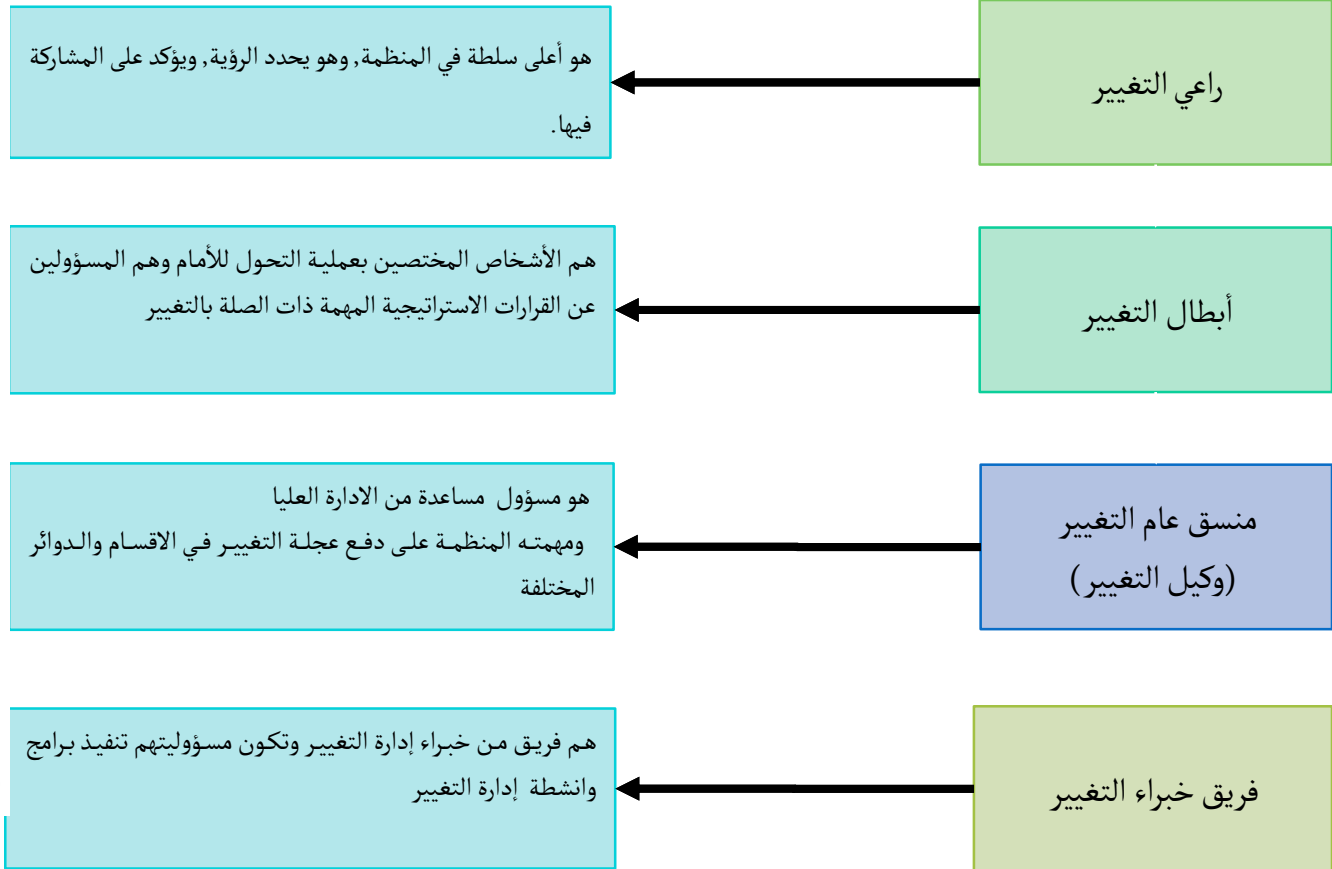 راعي التغيير
هو أعلى سلطة في المنظمة, وهو يحدد الرؤية, ويؤكد على المشاركة
فيها.
أبطال التغيير
هم الأشخاص المختصين بعملية التحول للأمام وهم المسؤولين
عن القرارات الاستراتيجية المهمة ذات الصلة بالتغيير
منسق عام التغيير
(وكيل التغيير)
هو مسؤول مساعدة من الادارة العليا
ومهمته المنظمة على دفع عجلة التغيير في الاقسام والدوائر
المختلفة
فريق خبراء التغيير
هم فريق من خبراء إدارة التغيير وتكون مسؤوليتهم تنفيذ برامج
وانشطة إدارة التغيير